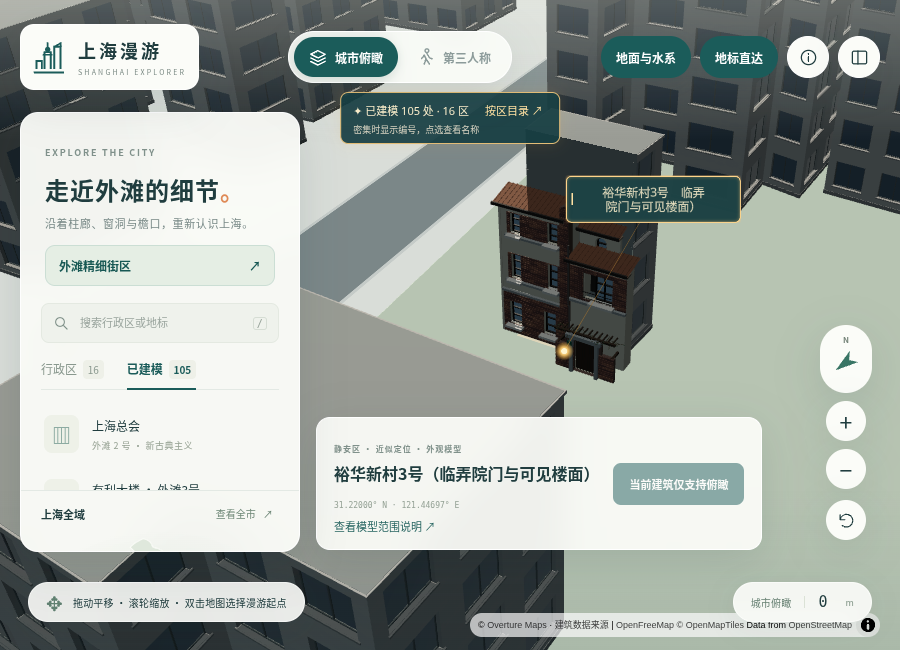 上海漫游
SHANGHAI EXPLORER
城市俯瞰
第三人称
地面与水系
地标直达
✦ 已建模 105 处 · 16 区 按区目录 ↗
密集时显示编号，点选查看名称
EXPLORE THE CITY
走近外滩的细节。
沿着柱廊、窗洞与檐口，重新认识上海。
外滩精细街区 ↗
搜索行政区或地标 /
行政区 16 已建模 105
上海总会
外滩 2 号 · 新古典主义
有利大楼 · 外滩3号
上海全域 查看全市 ↗
裕华新村3号 临弄
院门与可见楼面）
N
静安区 · 近似定位 · 外观模型
裕华新村3号（临弄院门与可见楼面）
31.22000° N · 121.44697° E
查看模型范围说明 ↗
当前建筑仅支持俯瞰
拖动平移 · 滚轮缩放 · 双击地图选择漫游起点
城市俯瞰 0 m
© Overture Maps · 建筑数据来源 | OpenFreeMap © OpenMapTiles Data from OpenStreetMap